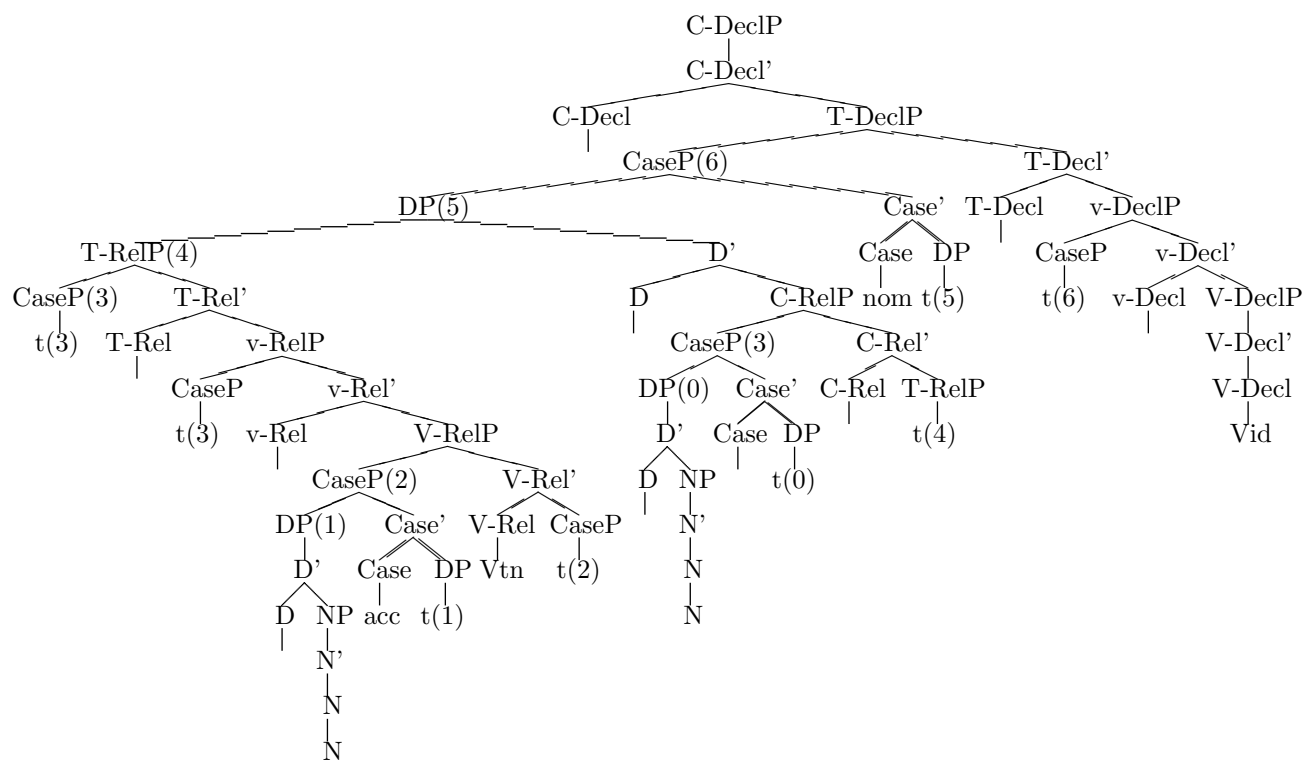 C-DeclP
C-Decl’
C-Decl T-DeclP
CaseP(6) T-Decl’
DP(5) Case’ T-Decl v-DeclP
T-RelP(4) D’ Case DP CaseP v-Decl’
CaseP(3) T-Rel’ D C-RelP nom t(5) t(6) v-Decl V-DeclP
t(3) T-Rel v-RelP CaseP(3) C-Rel’ V-Decl’
CaseP v-Rel’ DP(0) Case’ C-Rel T-RelP V-Decl
t(3) v-Rel V-RelP D’ Case DP t(4) Vid
CaseP(2) V-Rel’ D NP t(0)
DP(1) Case’ V-Rel CaseP N’
D’ Case DP Vtn t(2) N
D NP acc t(1) N
N’
N
N